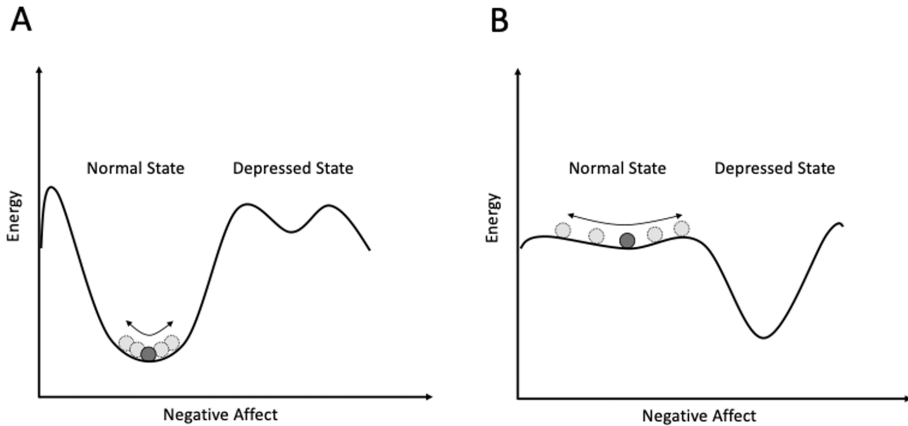 A
Normal State
Depressed State
Energy
Negative Affect
B
Normal State
Depressed State
Energy
Negative Affect